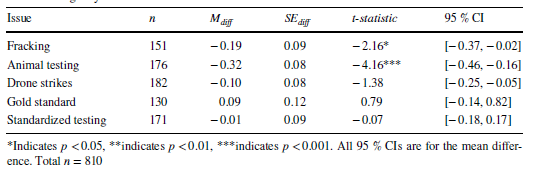 Issue n M diff SE diff t-statistic 95 % CI
Fracking 151 −0.19 0.09 −2.16* [−0.37, −0.02]
Animal testing 176 −0.32 0.08 −4.16*** [−0.46, −0.16]
Drone strikes 182 −0.10 0.08 −1.38 [−0.25, −0.05]
Gold standard 130 0.09 0.12 0.79 [−0.14, 0.82]
Standardized testing 171 −0.01 0.09 −0.07 [−0.18, 0.17]
*Indicates p < 0.05, **indicates p < 0.01, ***indicates p < 0.001. All 95 % CIs are for the mean differ-
ence. Total n = 810